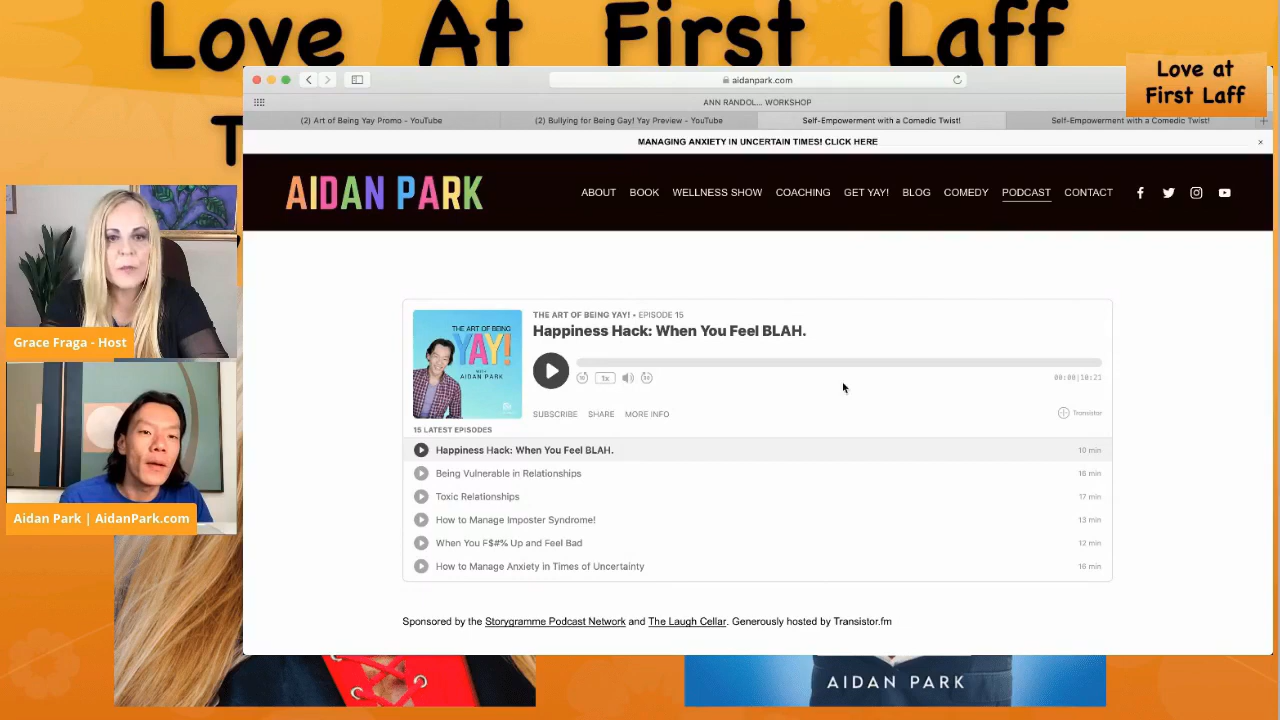 Love At First Laff
T
Love at
First Laff
aidanpark.com
ANN RANDOL... WORKSHOP
(2) Art of Being Yay Promo - YouTube
(2) Bullying for Being Gay! Yay Preview - YouTube
Self-Empowerment with a Comedic Twist!
Self-Empowerment with a Comedic Twist!
MANAGING ANXIETY IN UNCERTAIN TIMES! CLICK HERE
AIDAN PARK
ABOUT BOOK WELLNESS SHOW COACHING GET YAY! BLOG COMEDY PODCAST CONTACT
THE ART OF BEING
YAY!
WITH
AIDAN PARK
THE ART OF BEING YAY! • EPISODE 15
Happiness Hack: When You Feel BLAH.
1x
00:00|10:21
SUBSCRIBE SHARE MORE INFO
Transistor
15 LATEST EPISODES
Happiness Hack: When You Feel BLAH. 10 min
Being Vulnerable in Relationships 16 min
Toxic Relationships 17 min
How to Manage Imposter Syndrome! 13 min
When You F$#% Up and Feel Bad 12 min
How to Manage Anxiety in Times of Uncertainty 16 min
Sponsored by the Storygramme Podcast Network and The Laugh Cellar. Generously hosted by Transistor.fm
Grace Fraga - Host
Aidan Park | AidanPark.com
AIDAN PARK